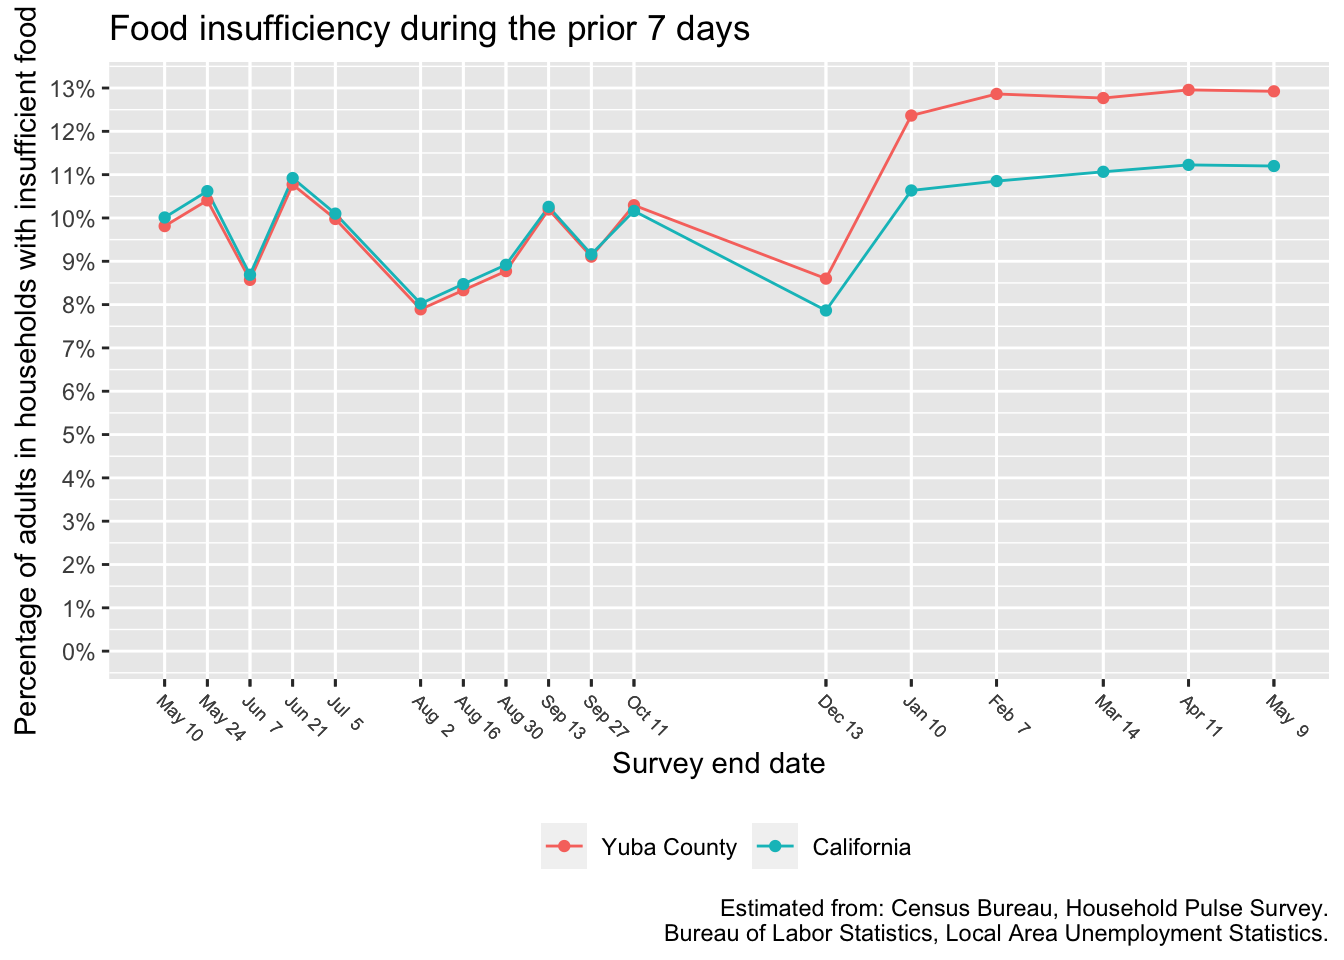 Food insufficiency during the prior 7 days
Percentage of adults in households with insufficient food
13%
12%
11%
10%
9%
8%
7%
6%
5%
4%
3%
2%
1%
0%
May 10
May 24
Jun 7
Jun 21
Jul 5
Aug 2
Aug 16
Aug 30
Sep 13
Sep 27
Oct 11
Dec 13
Jan 10
Feb 7
Mar 14
Apr 11
May 9
Survey end date
Yuba County
California
Estimated from: Census Bureau, Household Pulse Survey.
Bureau of Labor Statistics, Local Area Unemployment Statistics.